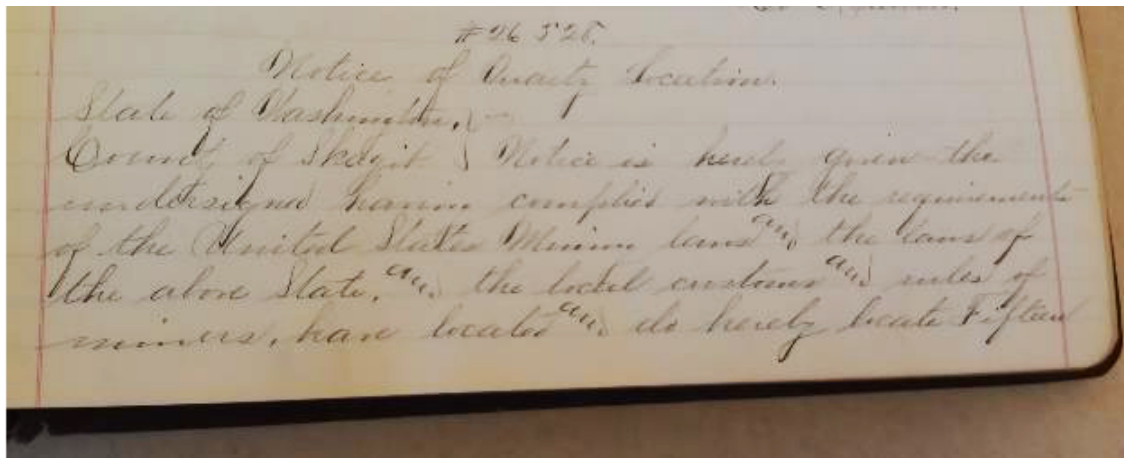 #26528.
Notice of Quartz Location.
State of Washington,
County of Skagit } Notice is hereby given the
undersigned having complied with the requirements
of the United States Mining laws and the laws of
the above State, and the local customs and rules of
miners, have located and do hereby locate Fifteen